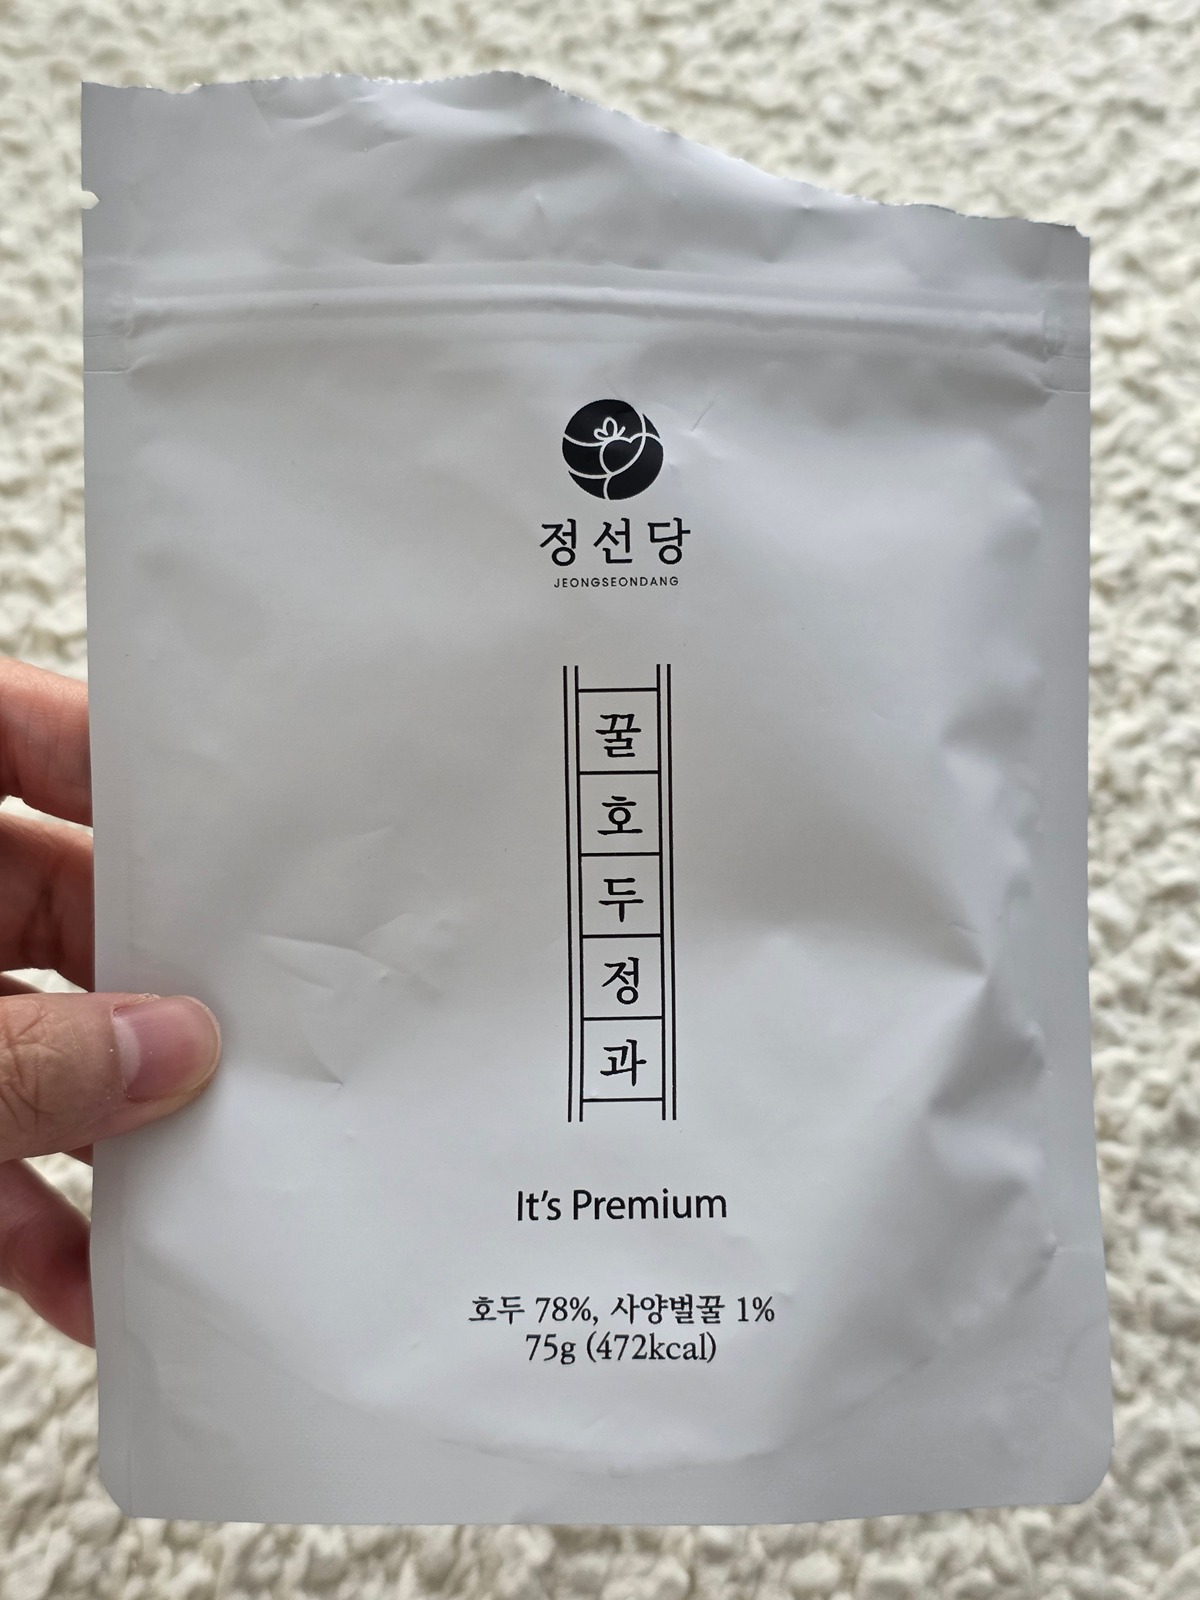 정선당
JEONGSEONDANG
꿀
호
두
정
과
It's Premium
호두 78%, 사양벌꿀 1%
75g (472kcal)